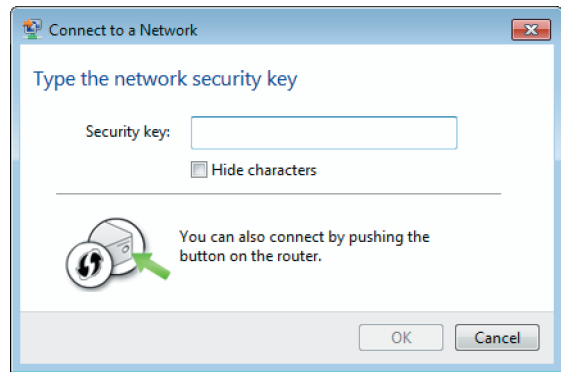 Connect to a Network
Type the network security key
Security key:
Hide characters
You can also connect by pushing the
button on the router.
OK Cancel